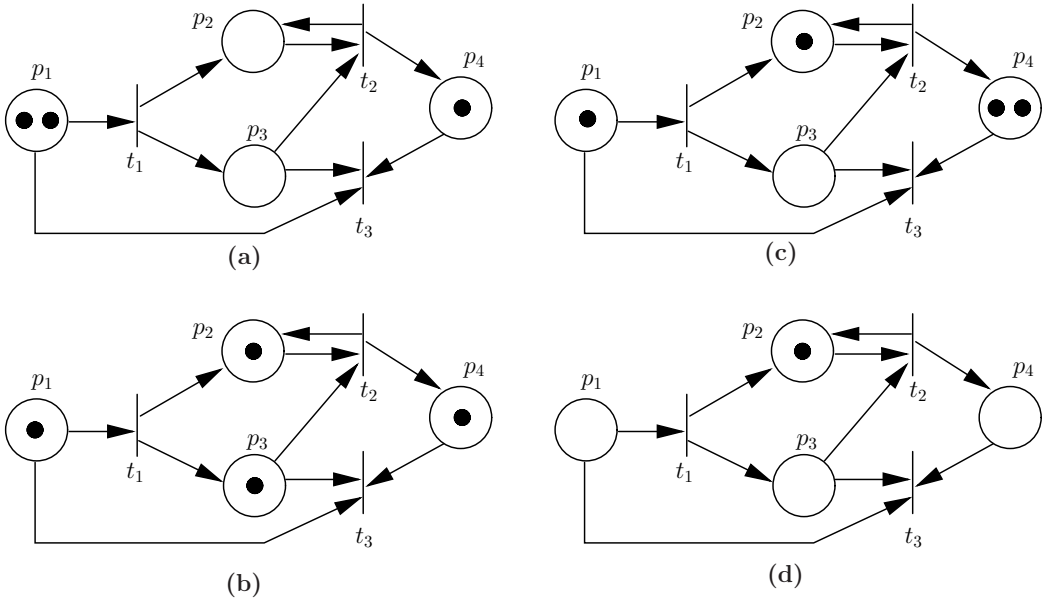 p₂
p₁
p₄
t₂
p₃
t₁
t₃
(a)
p₂
p₁
p₄
t₂
p₃
t₁
t₃
(c)
p₂
p₁
p₄
t₂
p₃
t₁
t₃
(b)
p₂
p₁
p₄
t₂
p₃
t₁
t₃
(d)